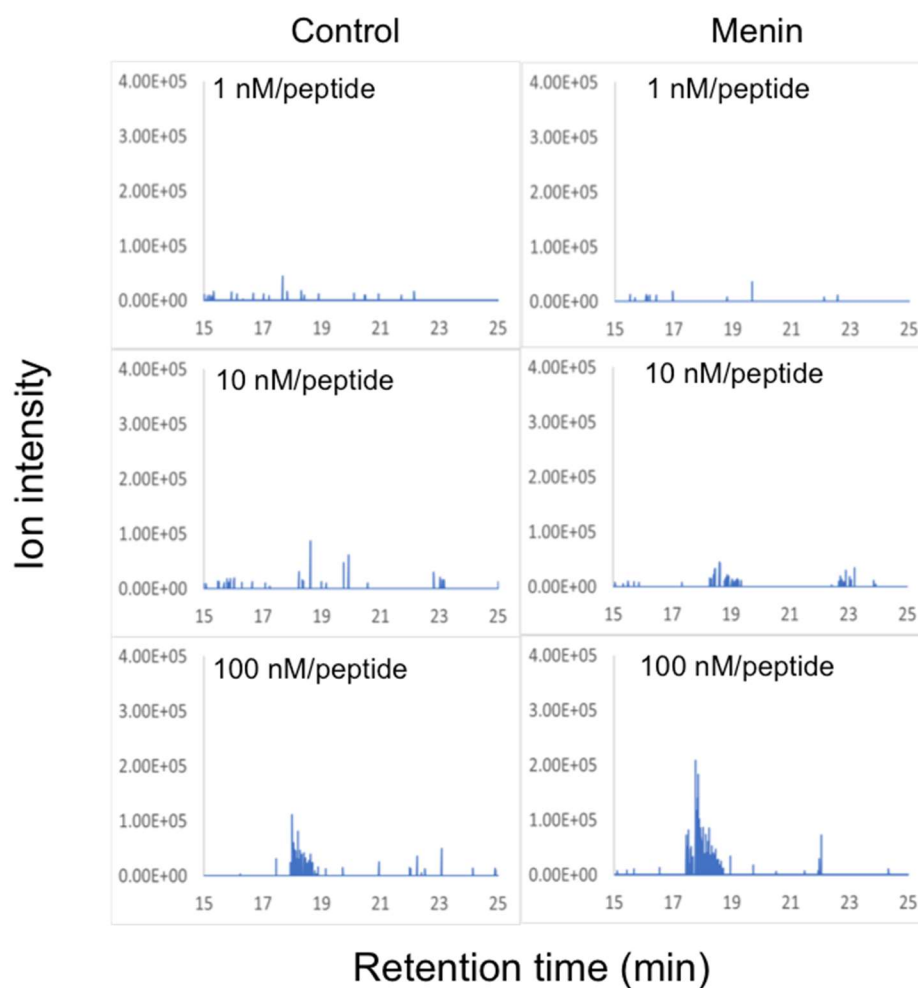 Control Menin
4.00E+05 1 nM/peptide 4.00E+05 1 nM/peptide
3.00E+05 3.00E+05
2.00E+05 2.00E+05
1.00E+05 1.00E+05
0.00E+00 0.00E+00
15 17 19 21 23 25 15 17 19 21 23 25
4.00E+05 10 nM/peptide 4.00E+05 10 nM/peptide
3.00E+05 3.00E+05
2.00E+05 2.00E+05
1.00E+05 1.00E+05
0.00E+00 0.00E+00
15 17 19 21 23 25 15 17 19 21 23 25
4.00E+05 100 nM/peptide 4.00E+05 100 nM/peptide
3.00E+05 3.00E+05
2.00E+05 2.00E+05
1.00E+05 1.00E+05
0.00E+00 0.00E+00
15 17 19 21 23 25 15 17 19 21 23 25
Ion intensity
Retention time (min)